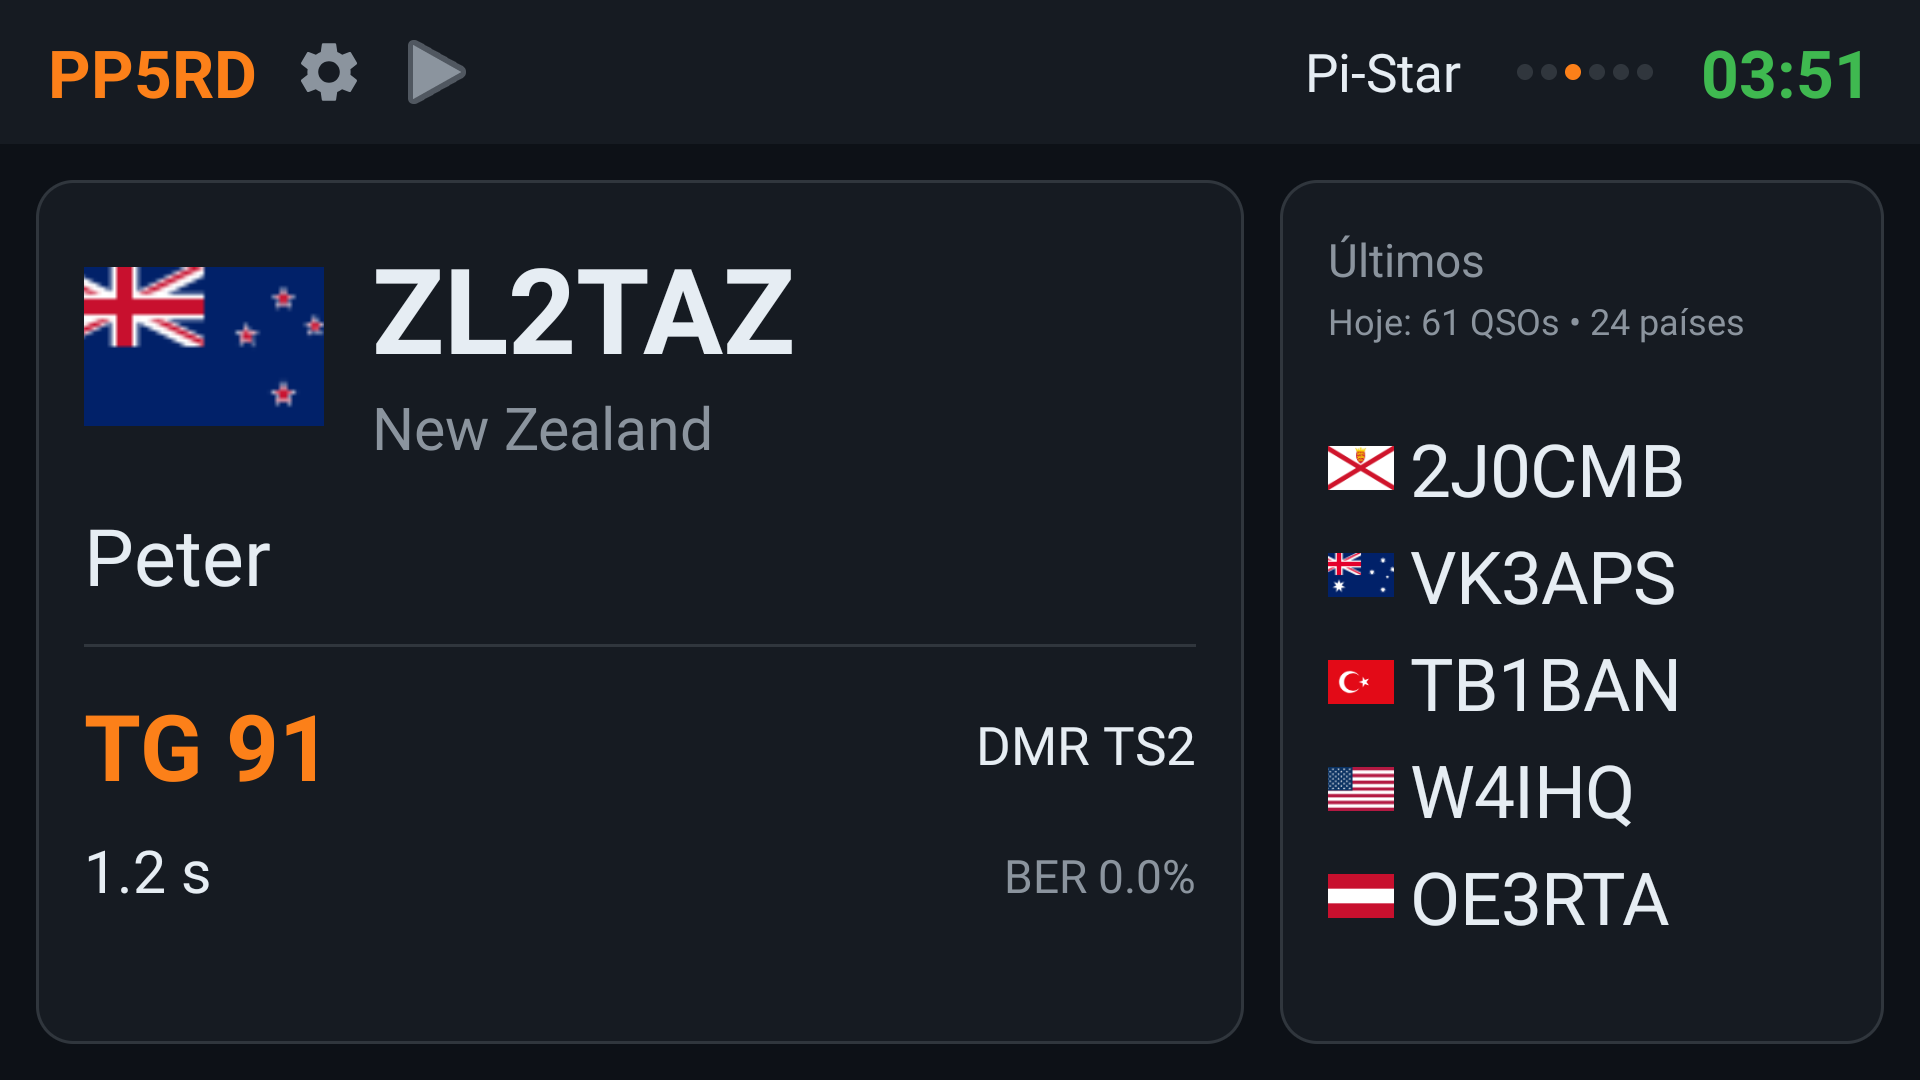 PP5RD
Pi-Star
03:51
ZL2TAZ
New Zealand
Peter
TG 91
DMR TS2
1.2 s
BER 0.0%
Últimos
Hoje: 61 QSOs • 24 países
2J0CMB
VK3APS
TB1BAN
W4IHQ
OE3RTA